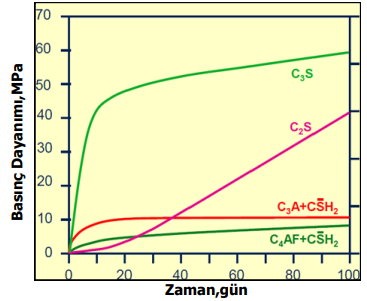 Basınç Dayanımı,MPa
70
60
50
40
30
20
10
0
C₃S
C₂S
C₃A+CS̄H₂
C₄AF+CS̄H₂
0 20 40 60 80 100
Zaman,gün